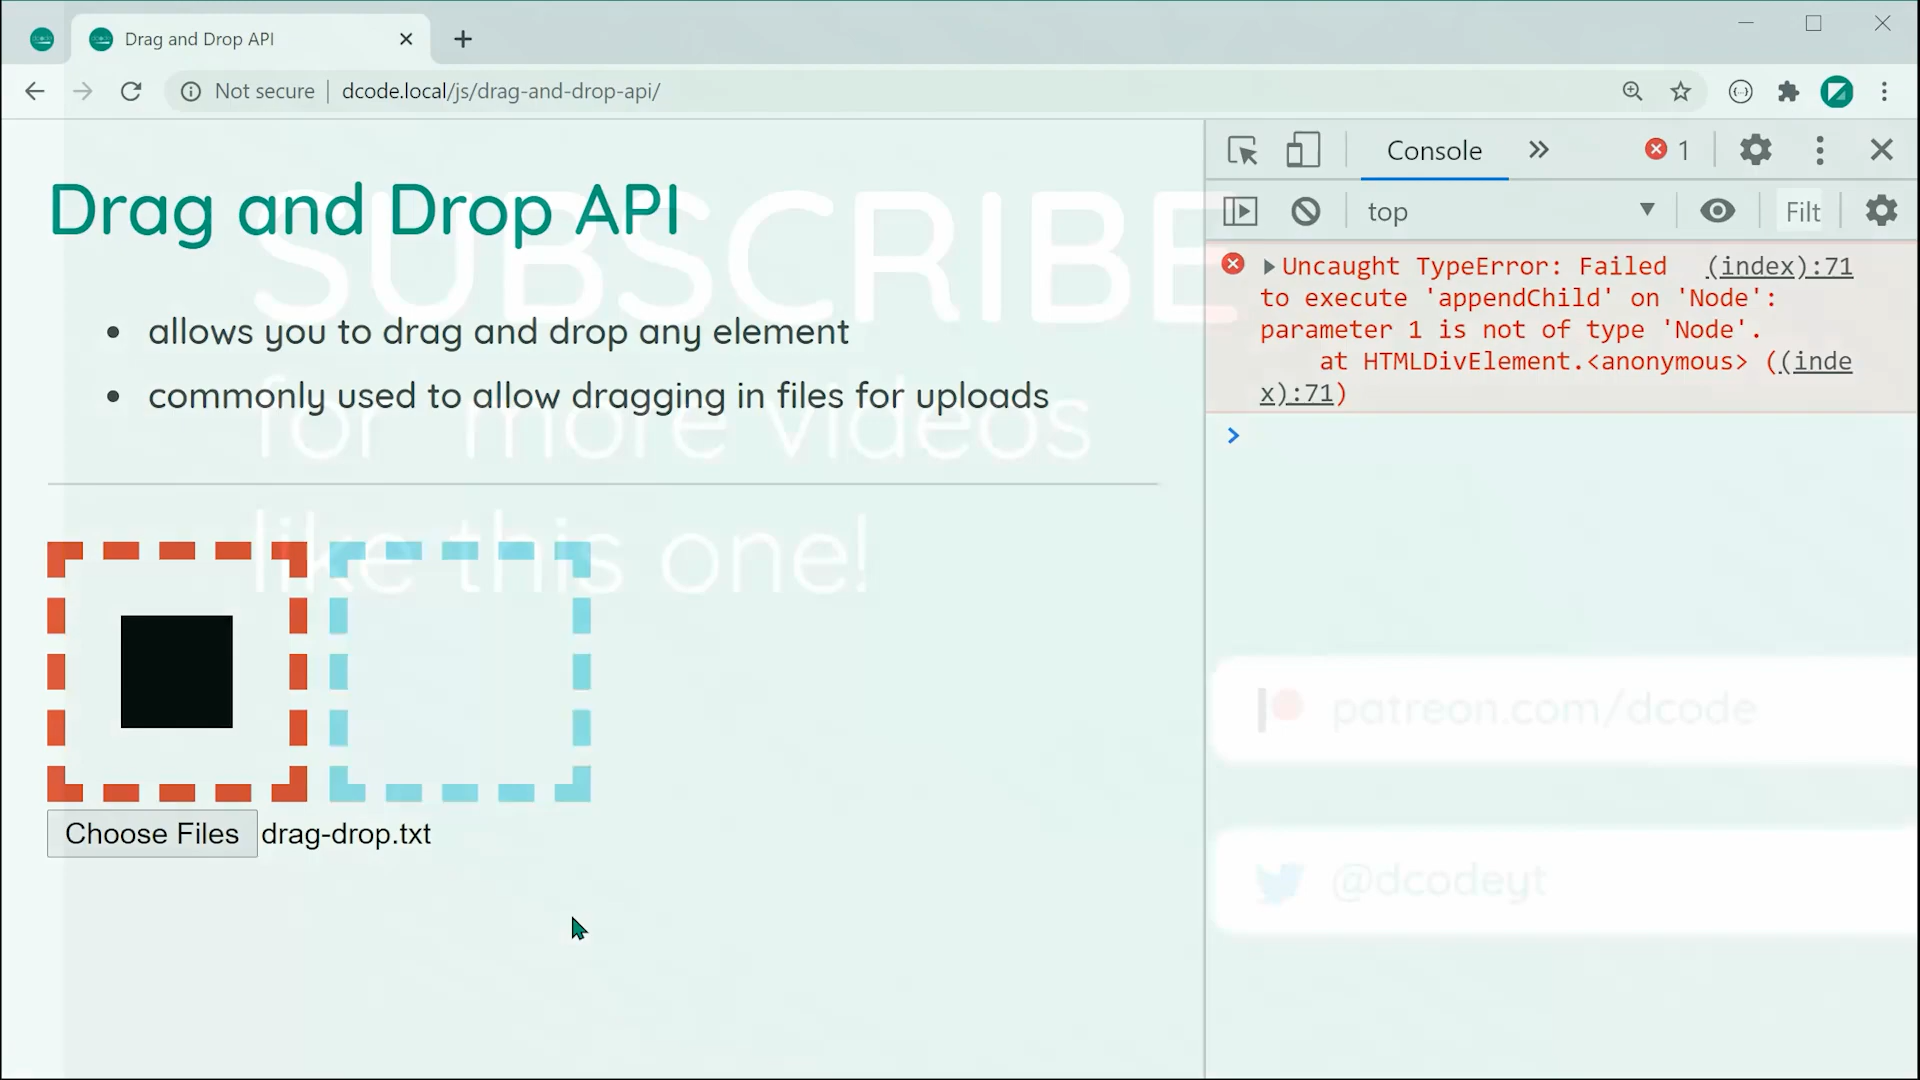 Drag and Drop API
Not secure
dcode.local/js/drag-and-drop-api/
Drag and Drop API
allows you to drag and drop any element
commonly used to allow dragging in files for uploads
Choose Files drag-drop.txt
SUBSCRIBE
for more videos
like this one!
Console
1
top
Filt
Uncaught TypeError: Failed (index):71
to execute 'appendChild' on 'Node':
parameter 1 is not of type 'Node'.
at HTMLDivElement.<anonymous> ((inde
x):71)
patreon.com/dcode
@dcodeyt